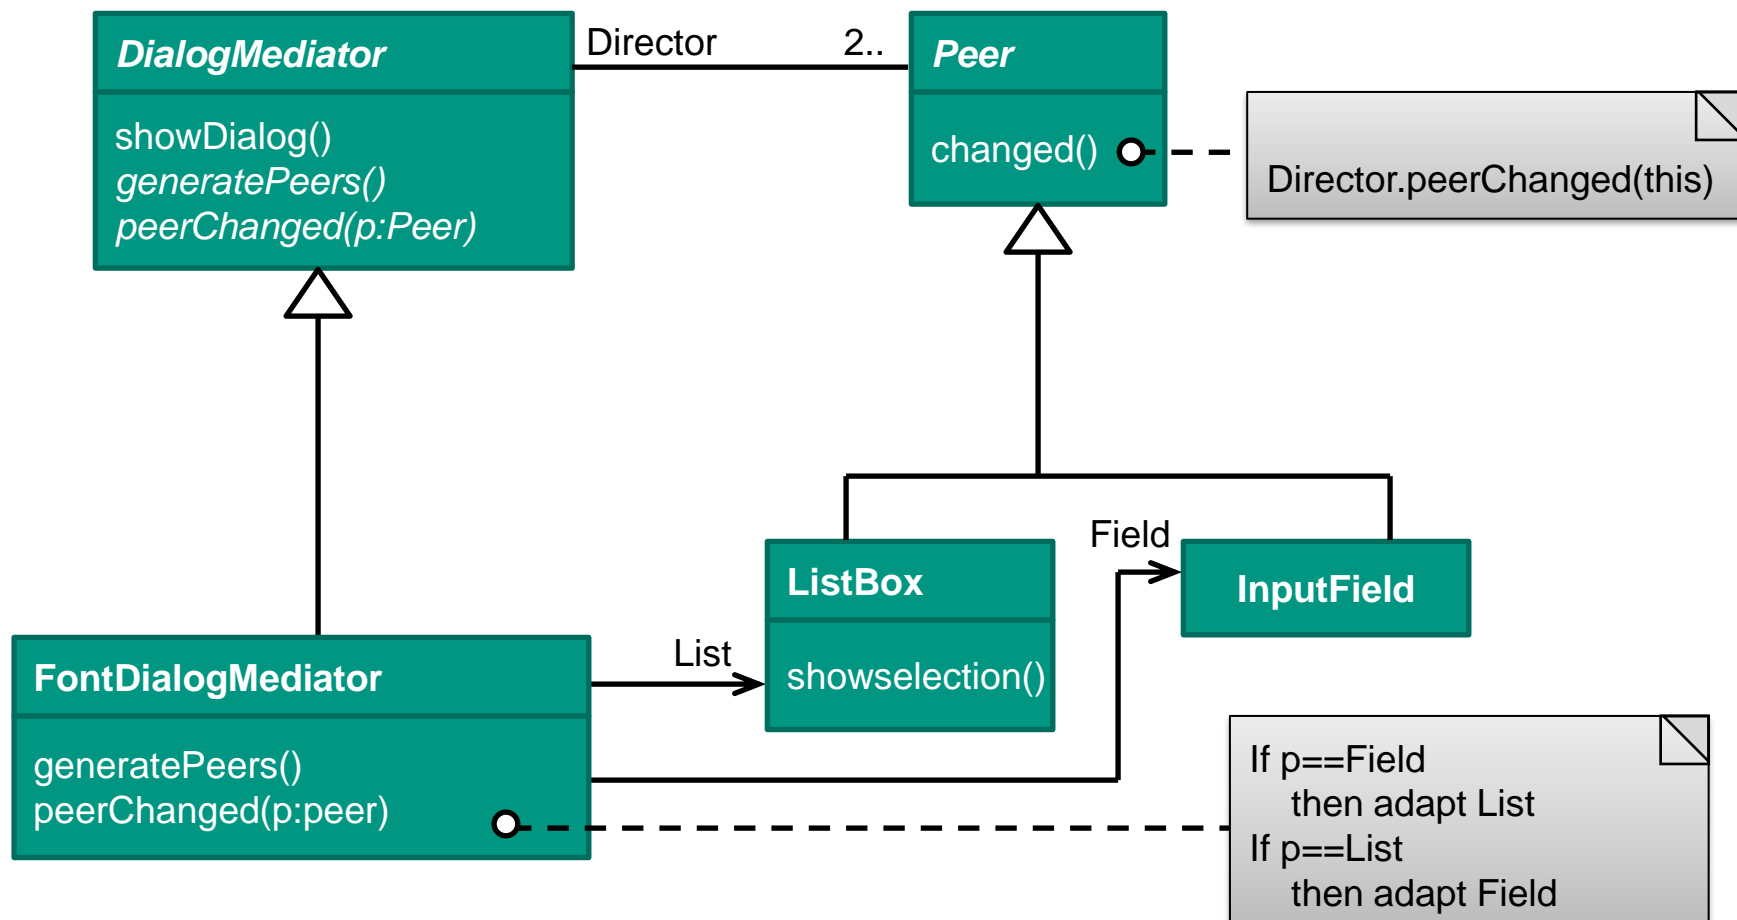 DialogMediator
showDialog()
generatePeers()
peerChanged(p:Peer)
Director
2..
Peer
changed()
Director.peerChanged(this)
ListBox
showselection()
Field
InputField
List
FontDialogMediator
generatePeers()
peerChanged(p:peer)
If p==Field
then adapt List
If p==List
then adapt Field